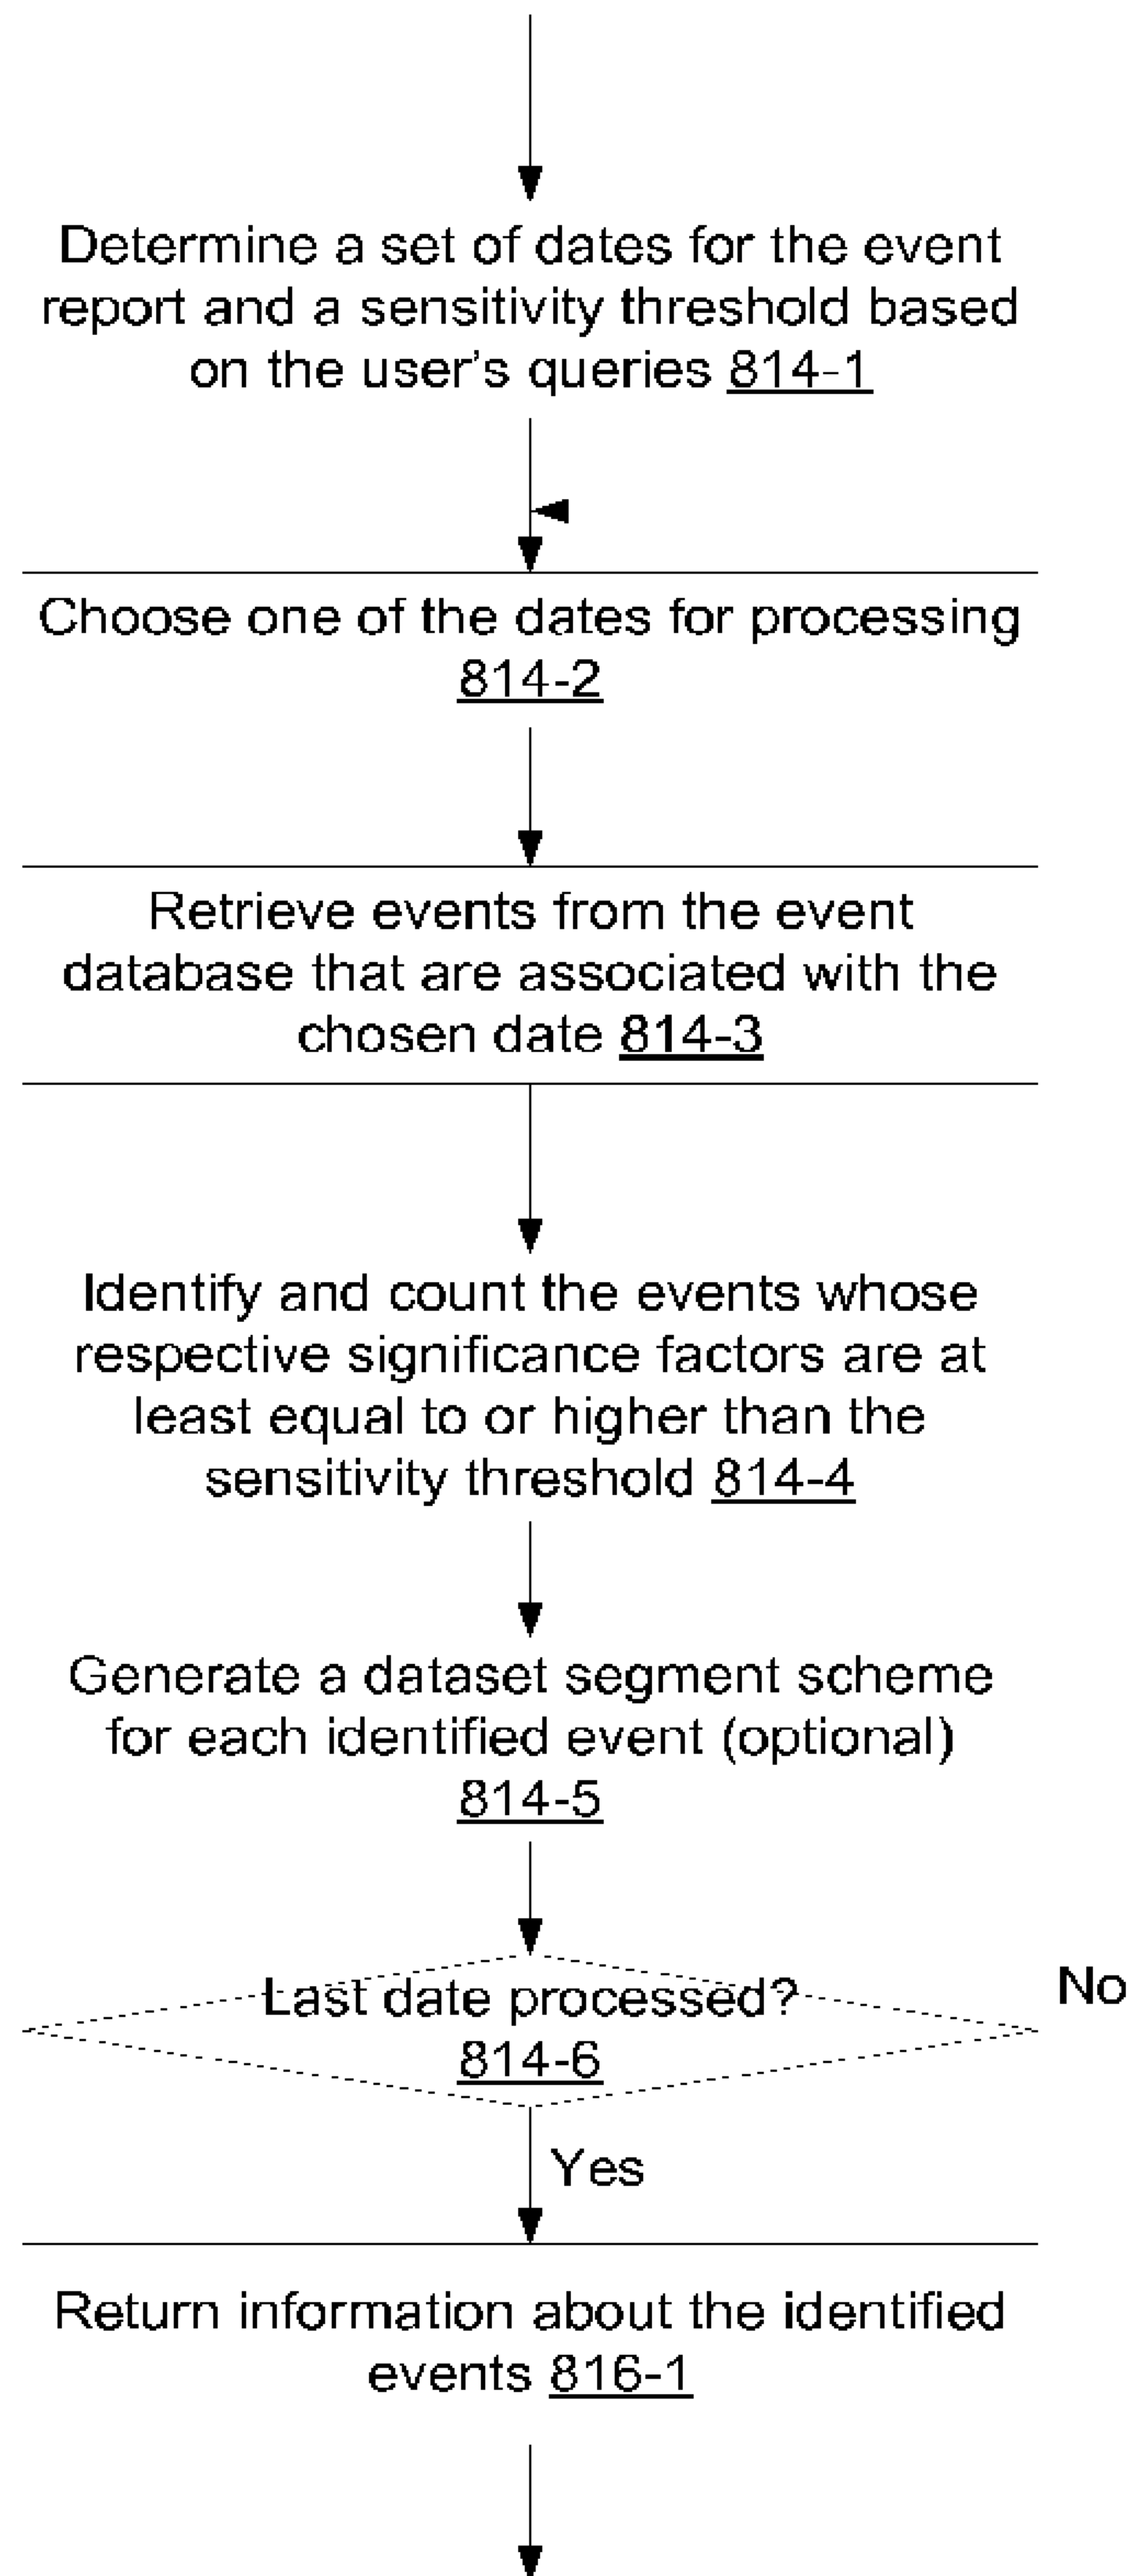 Determine a set of dates for the event
report and a sensitivity threshold based
on the user's queries 814-1
Choose one of the dates for processing
814-2
Retrieve events from the event
database that are associated with the
chosen date 814-3
Identify and count the events whose
respective significance factors are at
least equal to or higher than the
sensitivity threshold 814-4
Generate a dataset segment scheme
for each identified event (optional)
814-5
Last date processed?
No
814-6
Yes
Return information about the identified
events 816-1